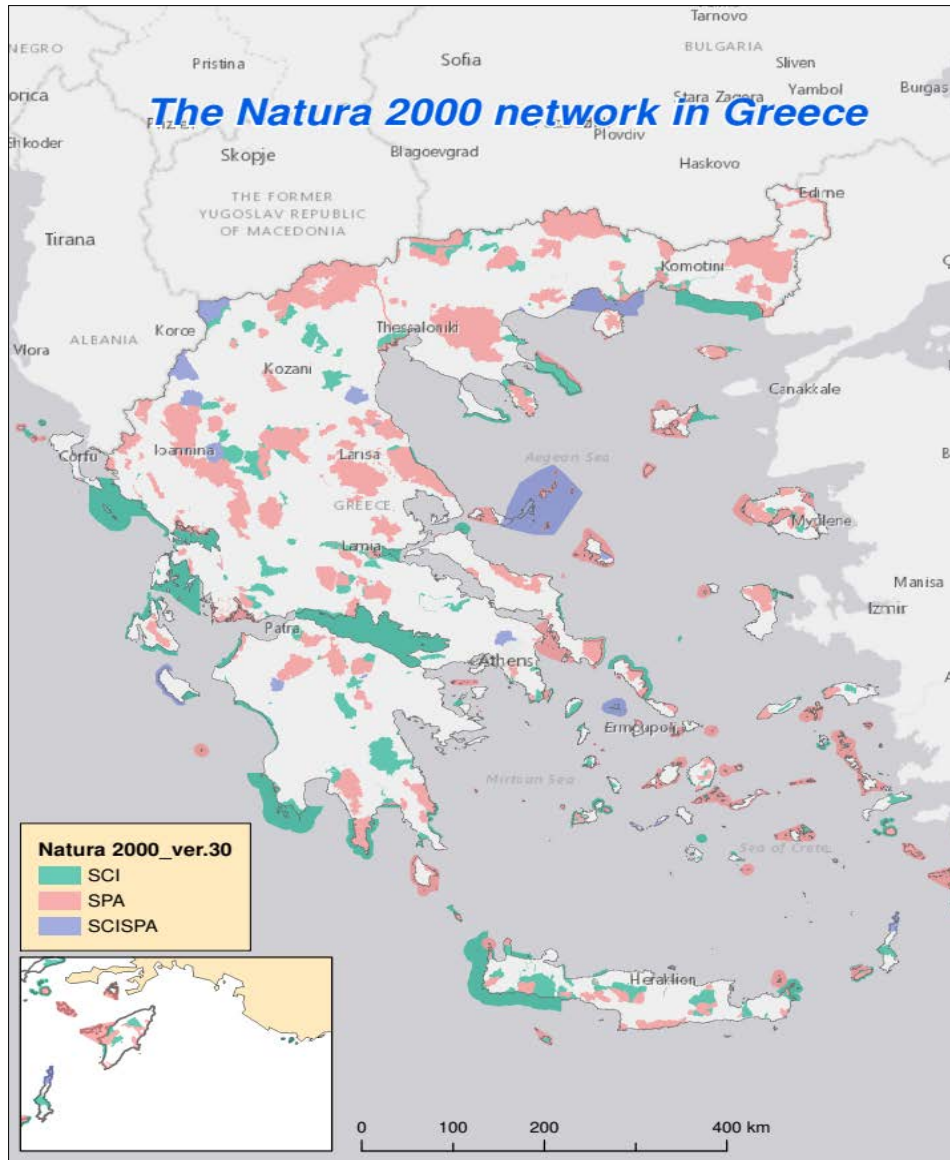 Tarnovo
NEGRO
BULGARIA
Sofia
Pristina
Sliven
Yambol
Burgas
orica
Stara Zagora
The Natura 2000 network in Greece
Plovdiv
Shkoder
Skopje
Blagoevgrad
Haskovo
THE FORMER
YUGOSLAV REPUBLIC
OF MACEDONIA
Edirne
Tirana
Komotini
Korce
Thessaloniki
ALBANIA
Vlora
Kozani
Canakkale
Corfu
Ioannina
Larisa
Aegean Sea
GREECE
Mytilene
Lamia
Manisa
Izmir
Patra
Athens
Ermoupoli
Mirtoan Sea
Sea of Crete
Natura 2000_ver.30
SCI
SPA
SCISPA
Heraklion
0 100 200 400 km